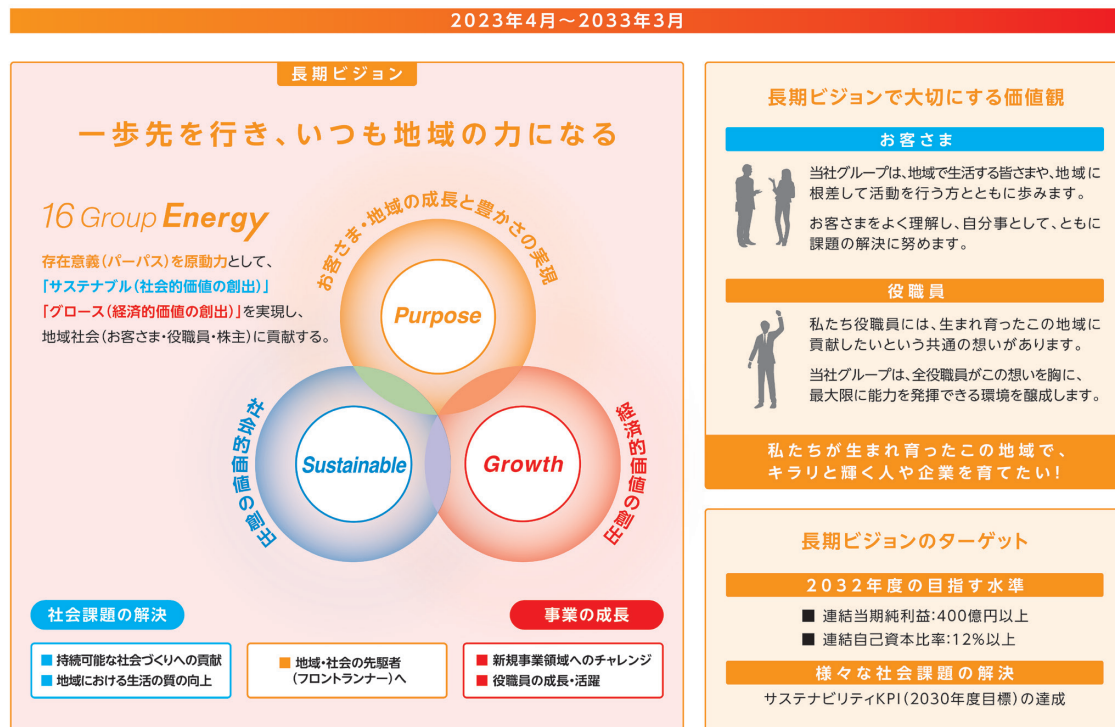 2023年4月～2033年3月
長期ビジョン
一歩先を行き、いつも地域の力になる
16 Group Energy
存在意義(パーパス)を原動力として、
「サステナブル(社会的価値の創出)」
「グロース(経済的価値の創出)」を実現し、
地域社会(お客さま・役職員・株主)に貢献する。
お客さま・地域の成長と豊かさの実現
Purpose
社会的価値の創出
Sustainable
Growth
経済的価値の創出
社会課題の解決
■ 持続可能な社会づくりへの貢献
■ 地域における生活の質の向上
■ 地域・社会の先駆者
(フロントランナー)へ
事業の成長
■ 新規事業領域へのチャレンジ
■ 役職員の成長・活躍
長期ビジョンで大切にする価値観
お客さま
当社グループは、地域で生活する皆さまや、地域に
根差して活動を行う方とともに歩みます。
お客さまをよく理解し、自分事として、ともに
課題の解決に努めます。
役職員
私たち役職員には、生まれ育ったこの地域に
貢献したいという共通の想いがあります。
当社グループは、全役職員がこの想いを胸に、
最大限に能力を発揮できる環境を醸成します。
私たちが生まれ育ったこの地域で、
キラリと輝く人や企業を育てたい!
長期ビジョンのターゲット
2032年度の目指す水準
■ 連結当期純利益:400億円以上
■ 連結自己資本比率:12%以上
様々な社会課題の解決
サステナビリティKPI(2030年度目標)の達成